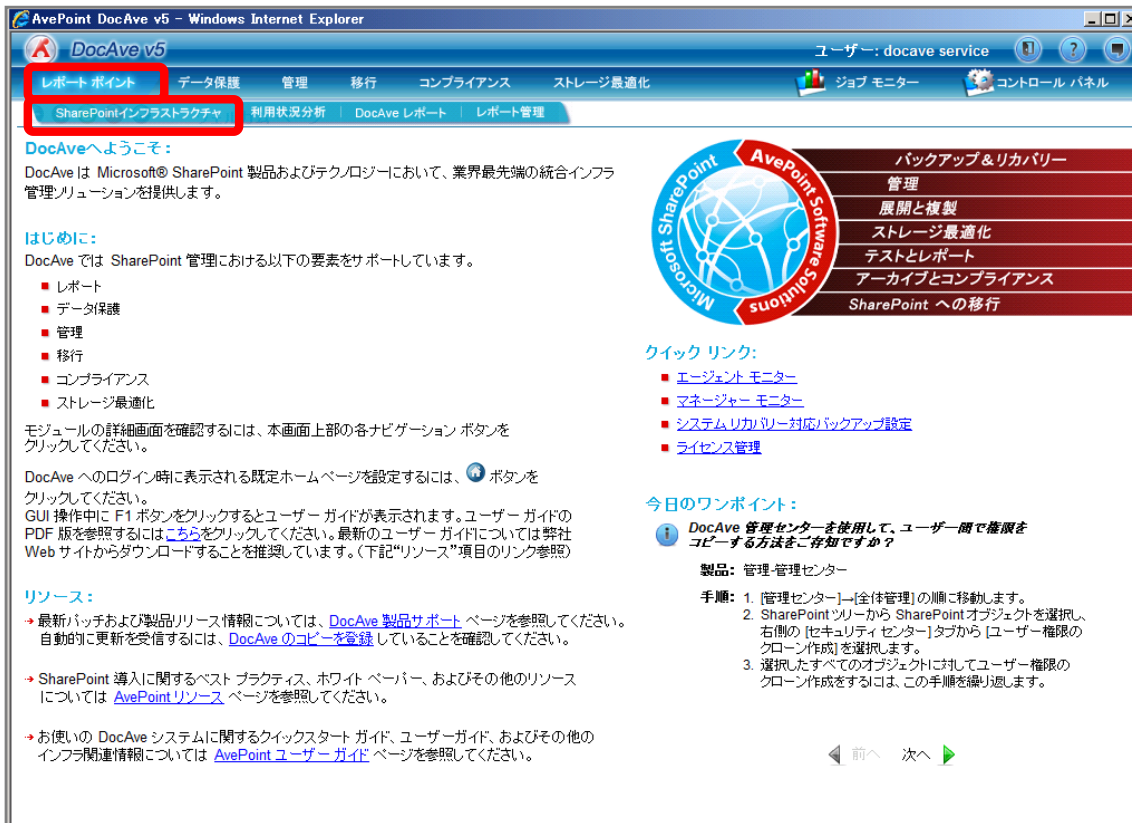 AvePoint DocAve v5 - Windows Internet Explorer
DocAve v5
ユーザー: docave service
レポート ポイント
データ保護
管理
移行
コンプライアンス
ストレージ最適化
ジョブ モニター
コントロール パネル
SharePointインフラストラクチャ
利用状況分析
DocAve レポート
レポート管理
DocAveへようこそ:
DocAve は Microsoft® SharePoint 製品およびテクノロジーにおいて、業界最先端の統合インフラ
管理ソリューションを提供します。
はじめに:
DocAve では SharePoint 管理における以下の要素をサポートしています。
レポート
データ保護
管理
移行
コンプライアンス
ストレージ最適化
モジュールの詳細画面を確認するには、本画面上部の各ナビゲーション ボタンを
クリックしてください。
DocAve へのログイン時に表示される既定ホームページを設定するには、 ボタンを
クリックしてください。
GUI 操作中に F1 ボタンをクリックするとユーザー ガイドが表示されます。ユーザー ガイドの
PDF 版を参照するにはこちらをクリックしてください。最新のユーザー ガイドについては弊社
Web サイトからダウンロードすることを推奨しています。(下記“リソース”項目のリンク参照)
リソース:
最新パッチおよび製品リリース情報については、DocAve 製品サポート ページを参照してください。
自動的に更新を受信するには、DocAve のコピーを登録 していることを確認してください。
SharePoint 導入に関するベスト プラクティス、ホワイト ペーパー、およびその他のリソース
については AvePoint リソース ページを参照してください。
お使いの DocAve システムに関するクイックスタート ガイド、ユーザーガイド、およびその他の
インフラ関連情報については AvePoint ユーザー ガイド ページを参照してください。
Microsoft SharePoint
AvePoint Software Solutions
バックアップ&リカバリー
管理
展開と複製
ストレージ最適化
テストとレポート
アーカイブとコンプライアンス
SharePoint への移行
クイック リンク:
エージェント モニター
マネージャー モニター
システム リカバリー対応バックアップ設定
ライセンス管理
今日のワンポイント:
DocAve 管理センターを使用して、ユーザー間で権限を
コピーする方法をご存知ですか?
製品: 管理-管理センター
手順: 1. [管理センター]→[全体管理] の順に移動します。
2. SharePoint ツリーから SharePoint オブジェクトを選択し、
右側の [セキュリティ センター] タブから [ユーザー権限の
クローン作成] を選択します。
3. 選択したすべてのオブジェクトに対してユーザー権限の
クローン作成をするには、この手順を繰り返します。
前へ 次へ